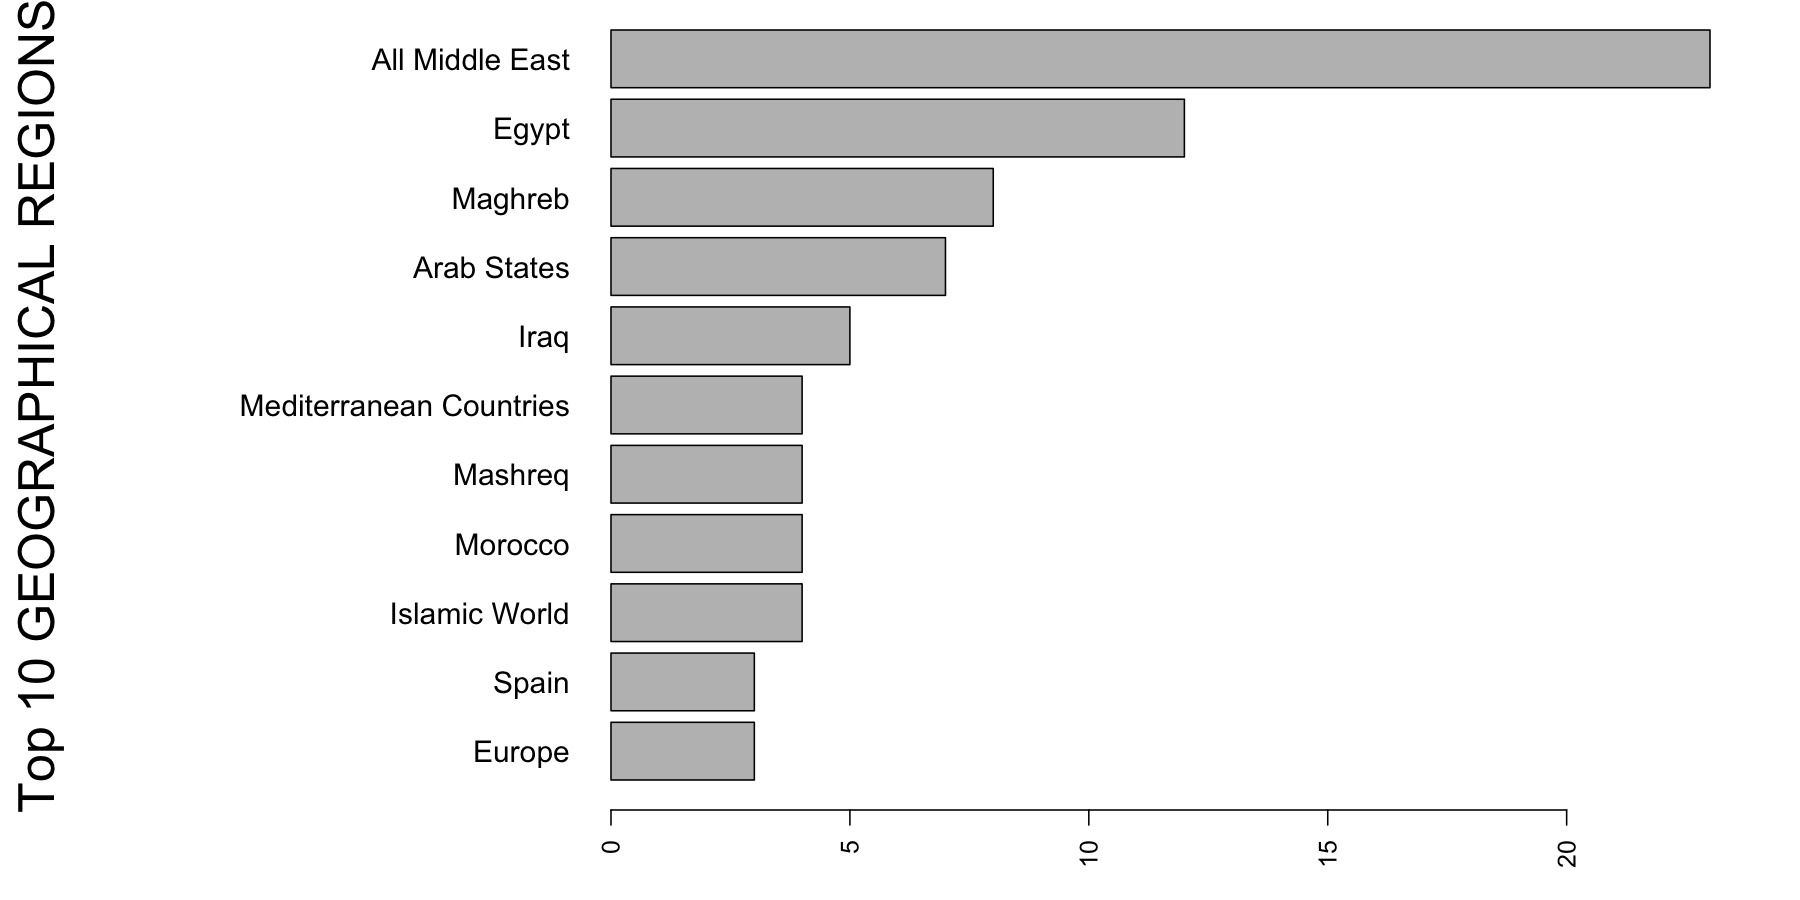 Top 10 GEOGRAPHICAL REGIONS
All Middle East
Egypt
Maghreb
Arab States
Iraq
Mediterranean Countries
Mashreq
Morocco
Islamic World
Spain
Europe
0
5
10
15
20